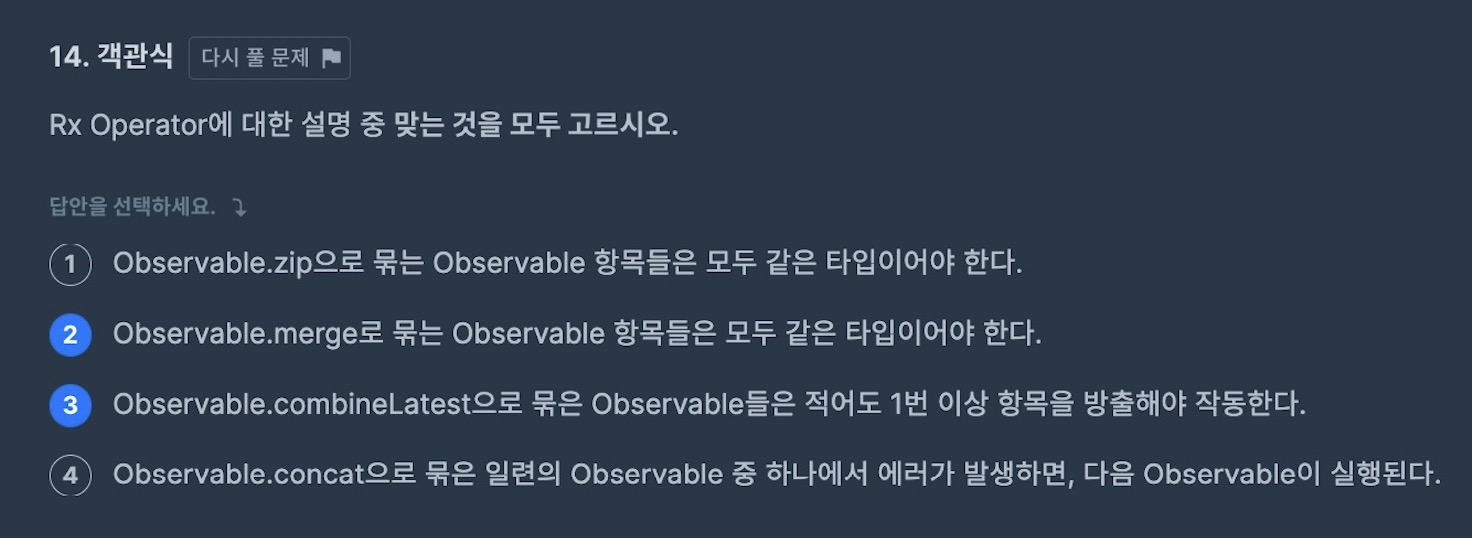 14. 객관식 다시 풀 문제
Rx Operator에 대한 설명 중 맞는 것을 모두 고르시오.
답안을 선택하세요.
1 Observable.zip으로 묶는 Observable 항목들은 모두 같은 타입이어야 한다.
2 Observable.merge로 묶는 Observable 항목들은 모두 같은 타입이어야 한다.
3 Observable.combineLatest으로 묶은 Observable들은 적어도 1번 이상 항목을 방출해야 작동한다.
4 Observable.concat으로 묶은 일련의 Observable 중 하나에서 에러가 발생하면, 다음 Observable이 실행된다.